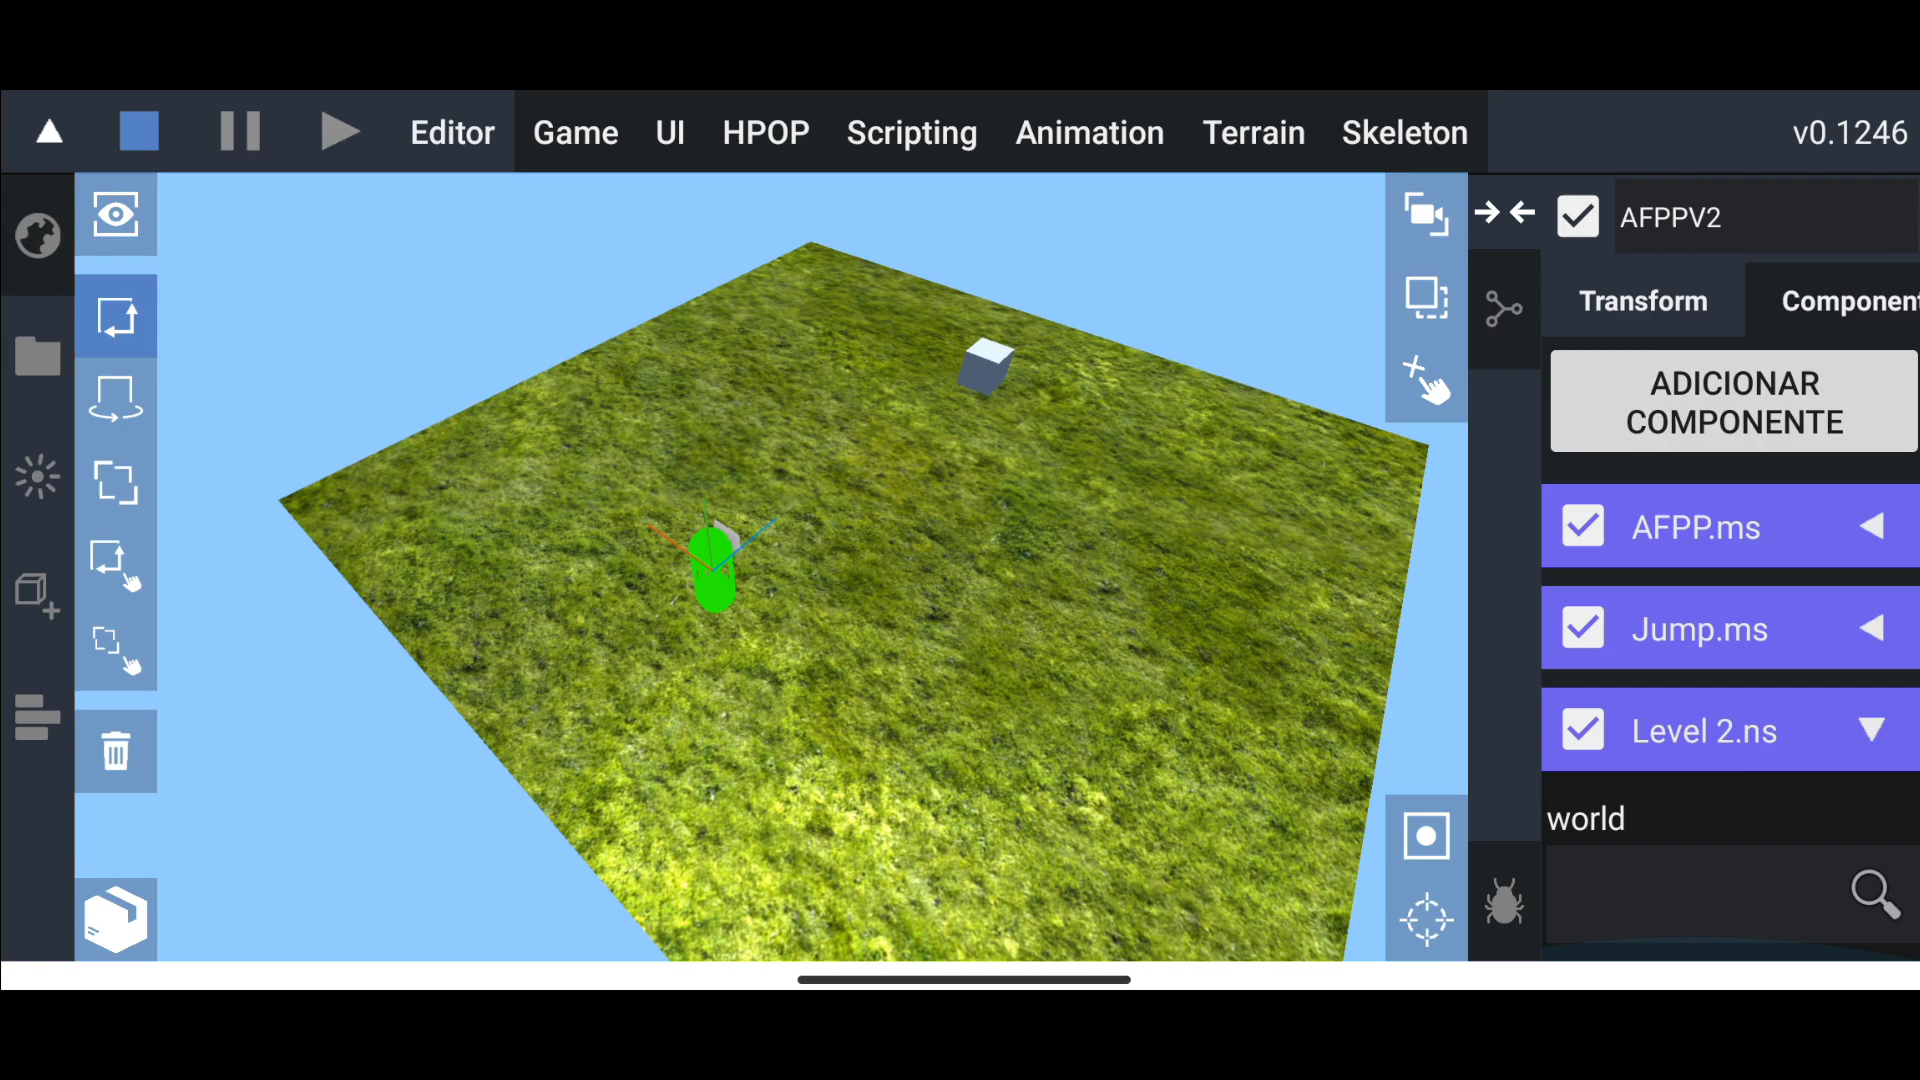 Editor Game UI HPOP Scripting Animation Terrain Skeleton v0.1246
AFPPV2
Transform Component
ADICIONAR
COMPONENTE
AFPP.ms
Jump.ms
Level 2.ns
world